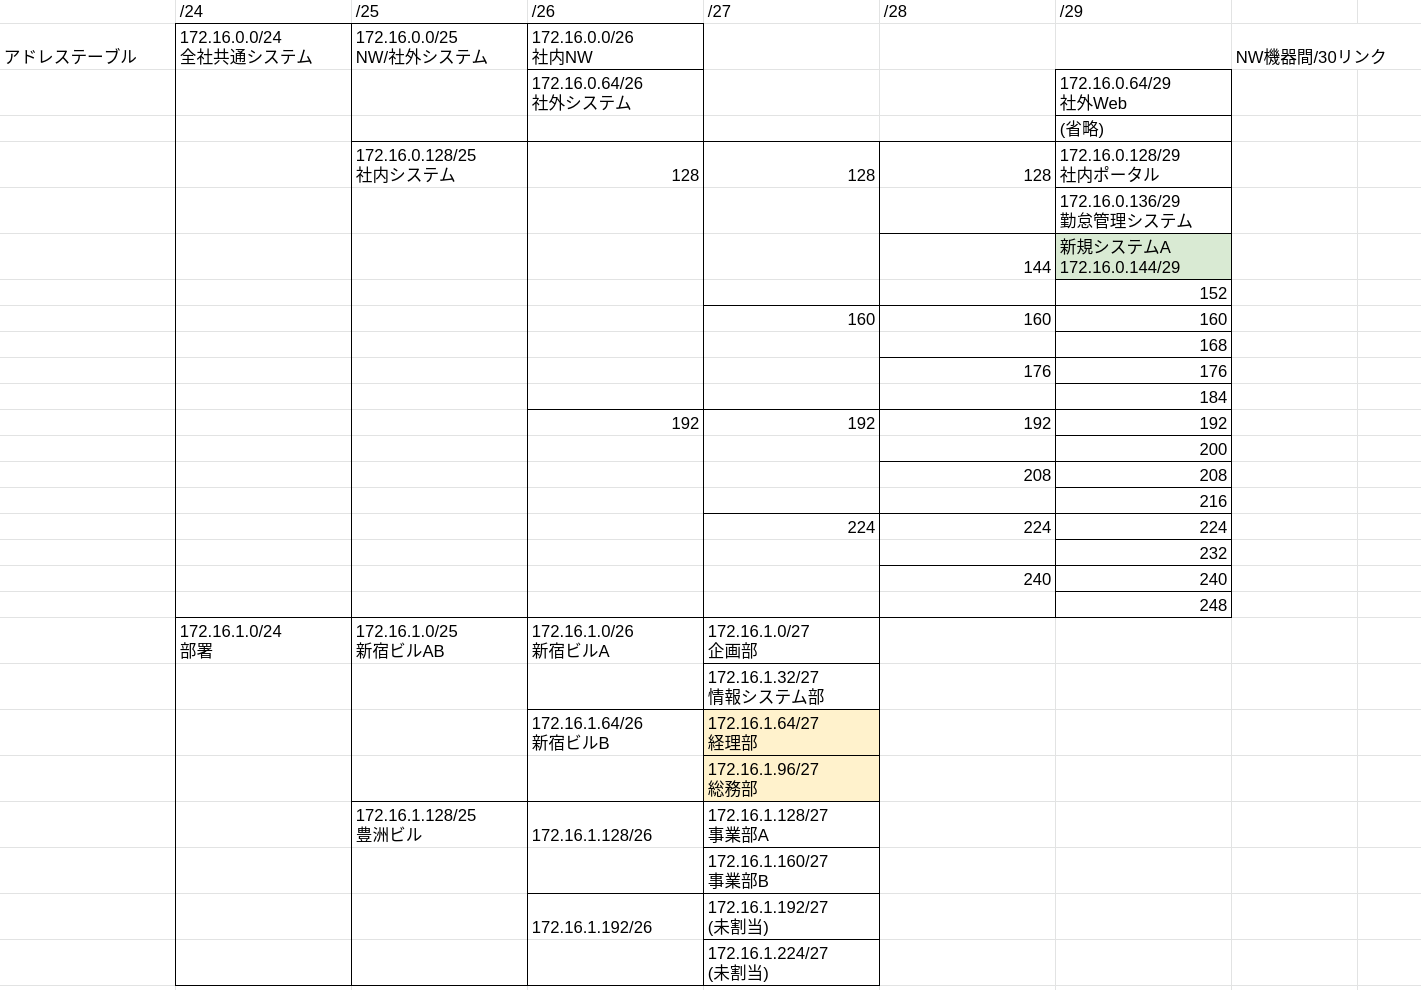 /24 /25 /26 /27 /28 /29
アドレステーブル
172.16.0.0/24
全社共通システム
172.16.0.0/25
NW/社外システム
172.16.0.0/26
社内NW
NW機器間/30リンク
172.16.0.64/26
社外システム
172.16.0.64/29
社外Web
(省略)
172.16.0.128/25
社内システム
128
128
128
172.16.0.128/29
社内ポータル
172.16.0.136/29
勤怠管理システム
144
新規システムA
172.16.0.144/29
152
160 160 160
168
176 176
184
192 192 192 192
200
208 208
216
224 224 224
232
240 240
248
172.16.1.0/24
部署
172.16.1.0/25
新宿ビルAB
172.16.1.0/26
新宿ビルA
172.16.1.0/27
企画部
172.16.1.32/27
情報システム部
172.16.1.64/26
新宿ビルB
172.16.1.64/27
経理部
172.16.1.96/27
総務部
172.16.1.128/25
豊洲ビル
172.16.1.128/26
172.16.1.128/27
事業部A
172.16.1.160/27
事業部B
172.16.1.192/26
172.16.1.192/27
(未割当)
172.16.1.224/27
(未割当)